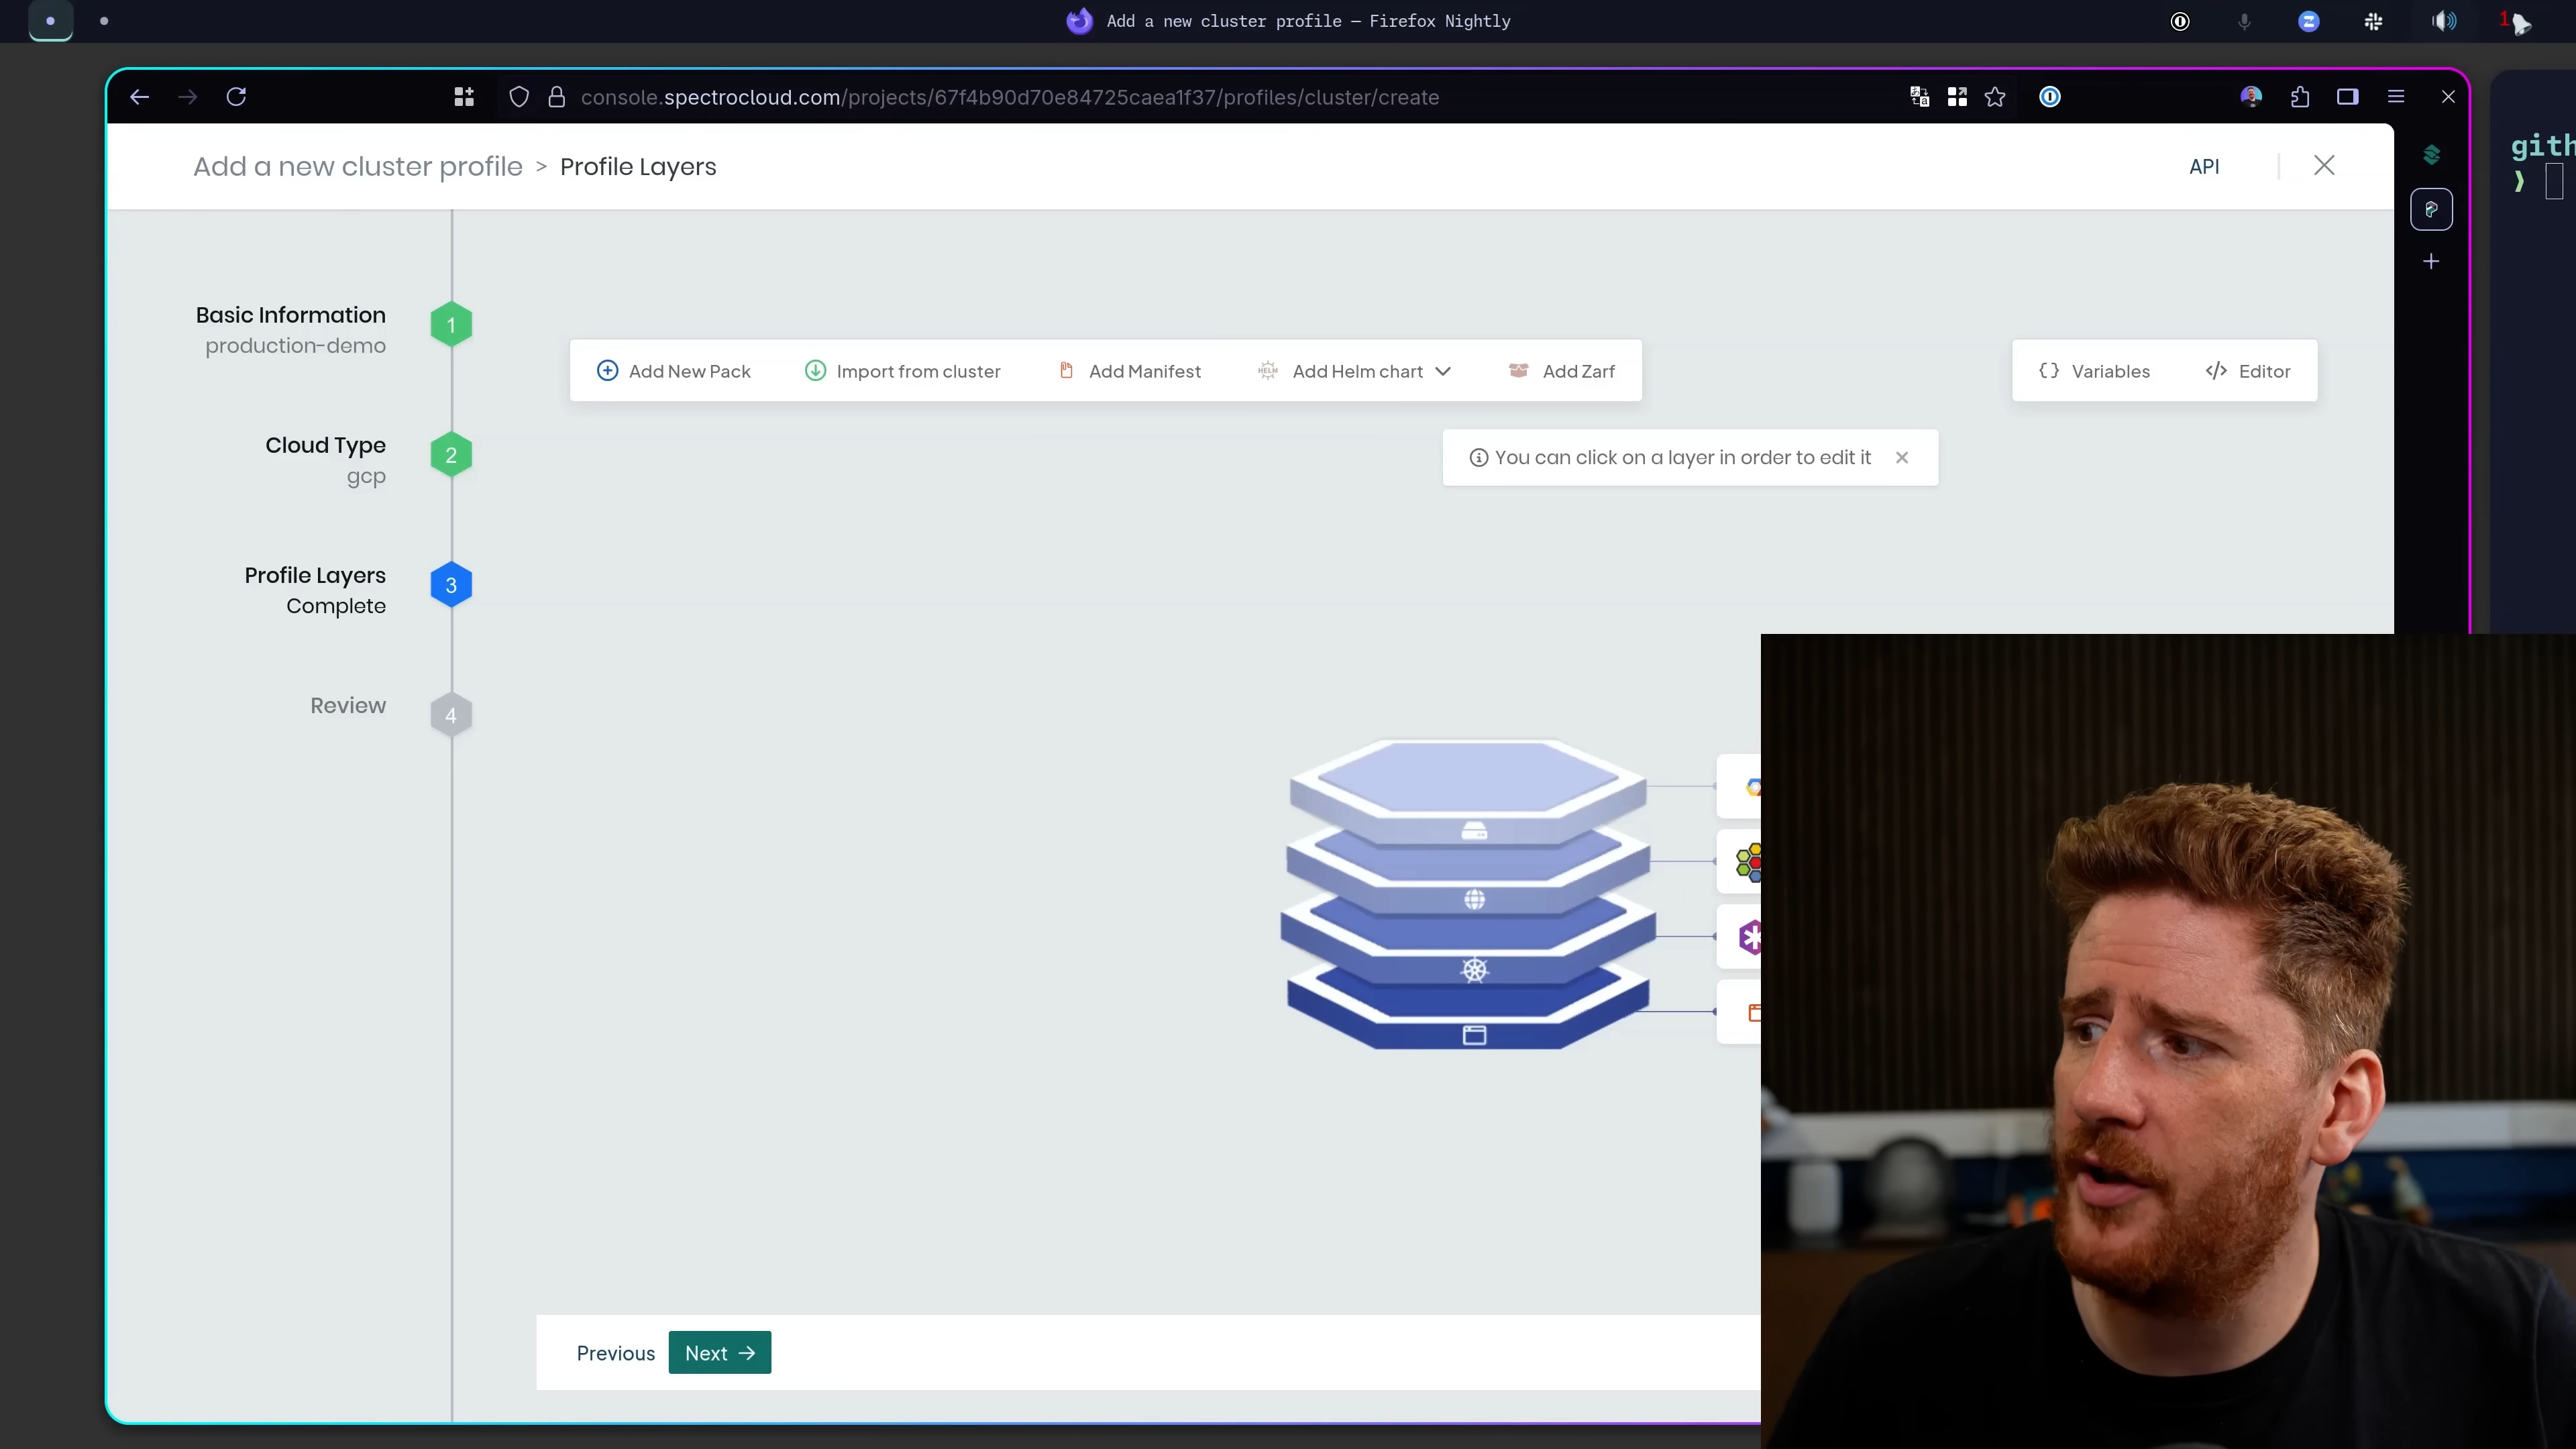 Add a new cluster profile — Firefox Nightly
1
console.spectrocloud.com/projects/67f4b90d70e84725caea1f37/profiles/cluster/create
Add a new cluster profile > Profile Layers
API
gith
Basic Information
production-demo
1
Add New Pack
Import from cluster
Add Manifest
HELM
Add Helm chart
Add Zarf
{} Variables
</> Editor
Cloud Type
gcp
2
You can click on a layer in order to edit it
Profile Layers
Complete
3
Review
4
Previous
Next